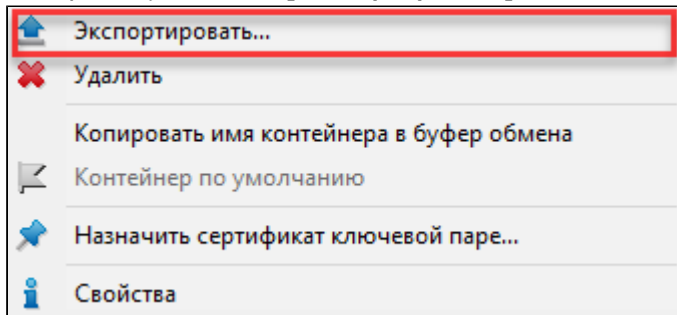 Экспортировать...
Удалить
Копировать имя контейнера в буфер обмена
Контейнер по умолчанию
Назначить сертификат ключевой паре...
Свойства